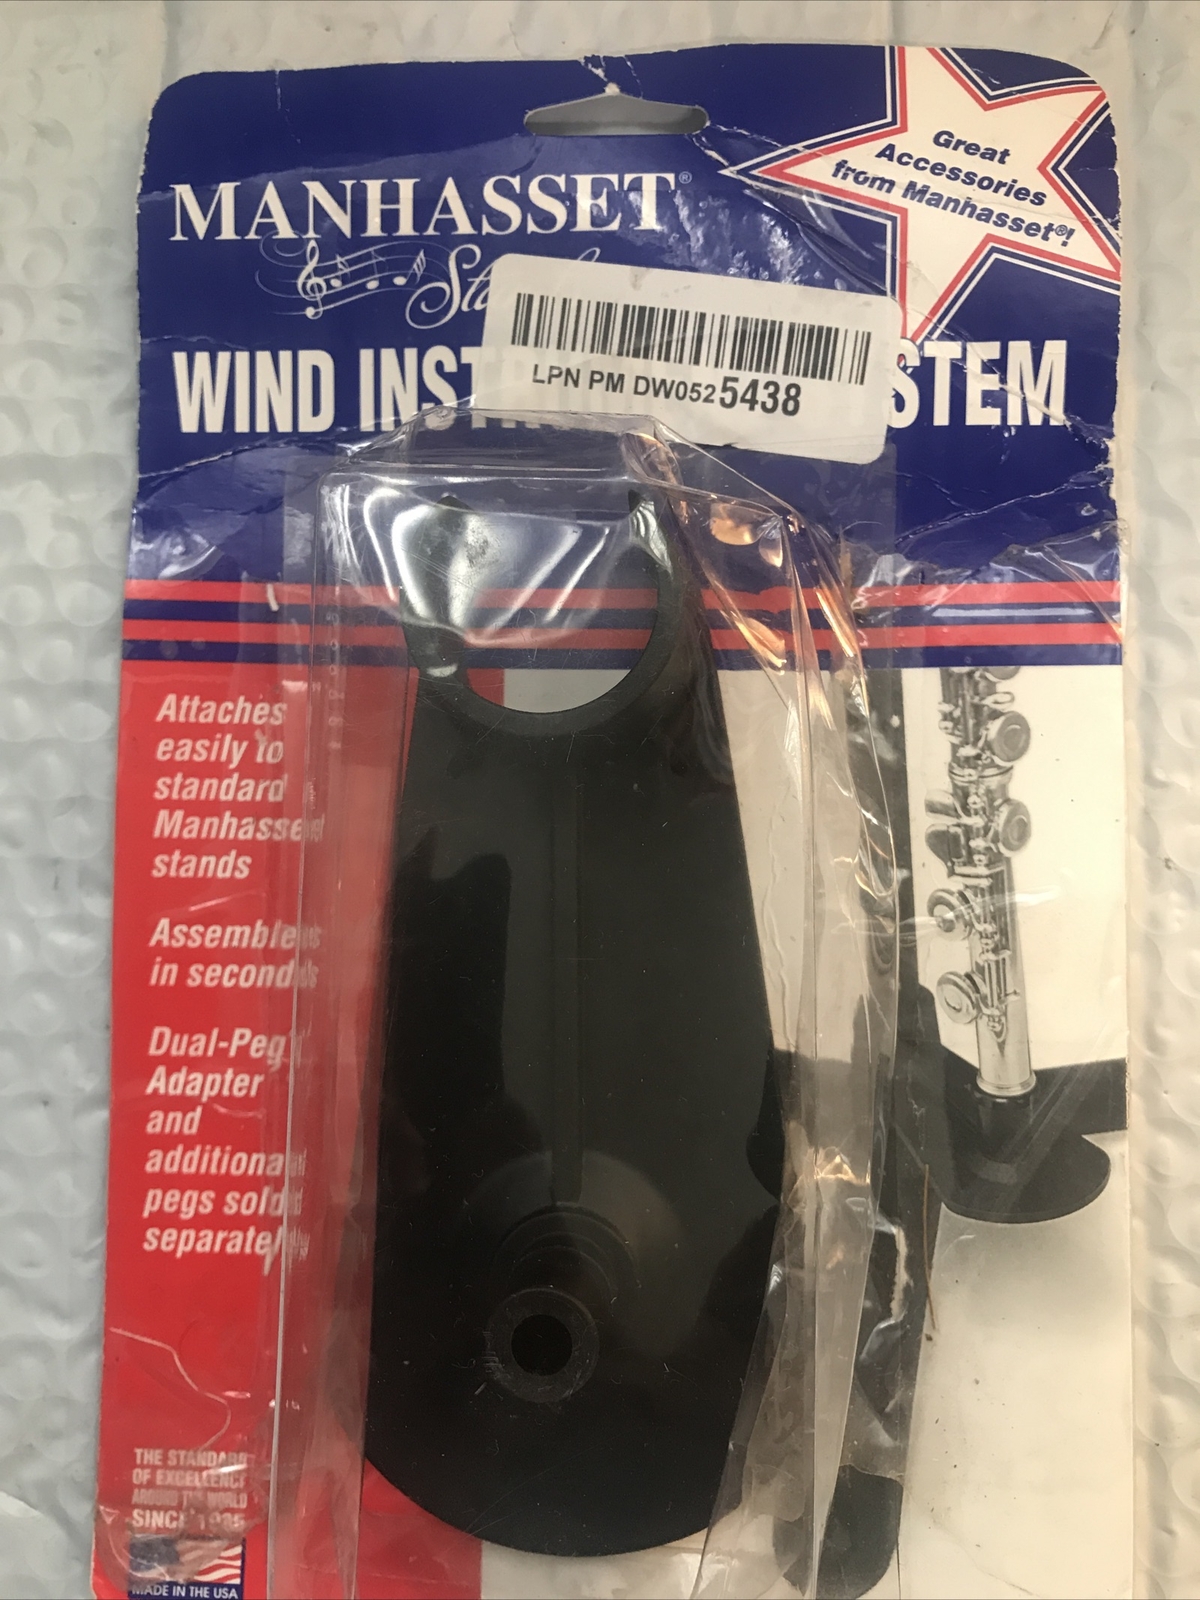 MANHASSET®
Great
Accessories
from Manhasset®!
LPN PM DW0525438
WIND STEM
Attaches
easily to
standard
Manhasset
stands
Assembles
in seconds
Dual-Peg
Adapter
and
additional
pegs sold
separately
THE STANDARD
OF EXCELLENCE
AROUND THE WORLD
SINCE 1935
MADE IN THE USA